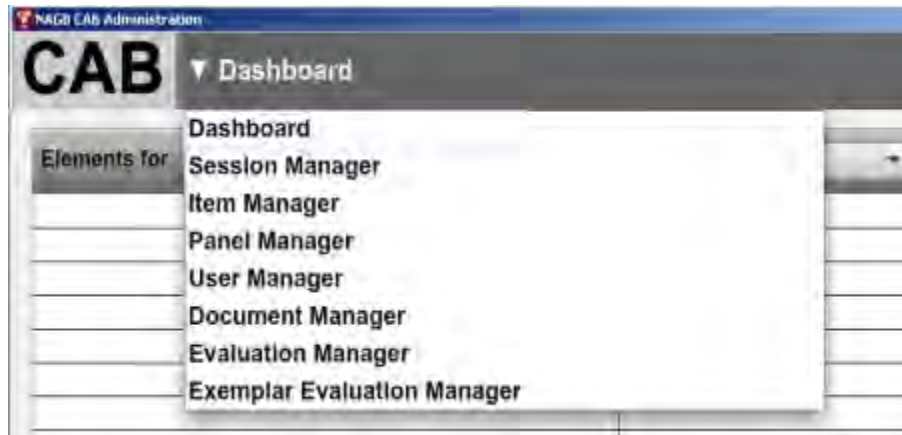 NAGB CAB Administration
CAB ▼ Dashboard
Dashboard
Elements for
Session Manager
Item Manager
Panel Manager
User Manager
Document Manager
Evaluation Manager
Exemplar Evaluation Manager